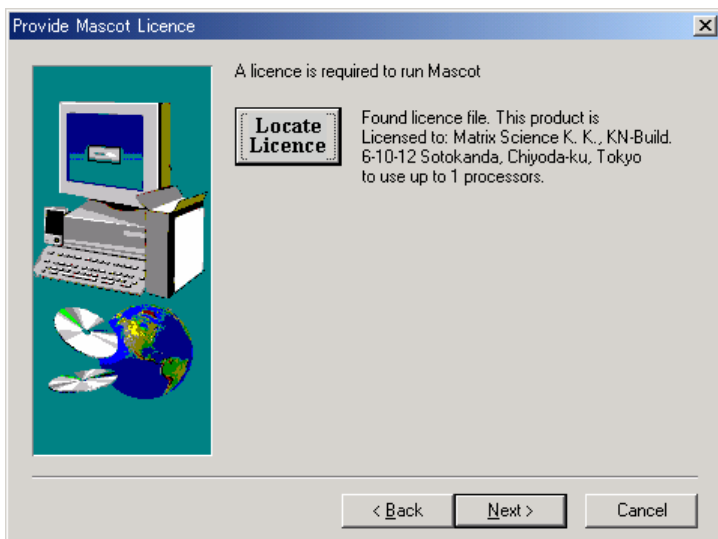 Provide Mascot Licence
A licence is required to run Mascot
Locate
Licence
Found licence file. This product is
Licensed to: Matrix Science K. K., KN-Build.
6-10-12 Sotokanda, Chiyoda-ku, Tokyo
to use up to 1 processors.
< Back
Next >
Cancel